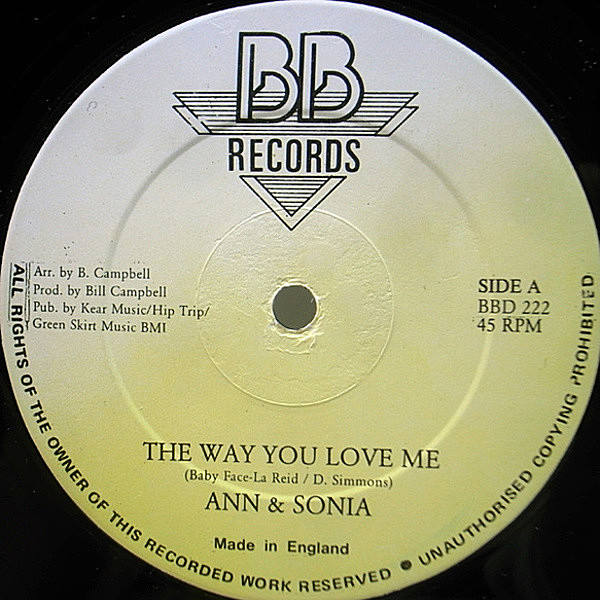 BB
RECORDS
Arr. by B. Campbell
Prod. by Bill Campbell
Pub. by Kear Music/Hip Trip/
Green Skirt Music BMI
SIDE A
BBD 222
45 RPM
THE WAY YOU LOVE ME
(Baby Face-La Reid / D. Simmons)
ANN & SONIA
Made in England
ALL RIGHTS OF THE OWNER OF THIS RECORDED WORK RESERVED ● UNAUTHORISED COPYING PROHIBITED